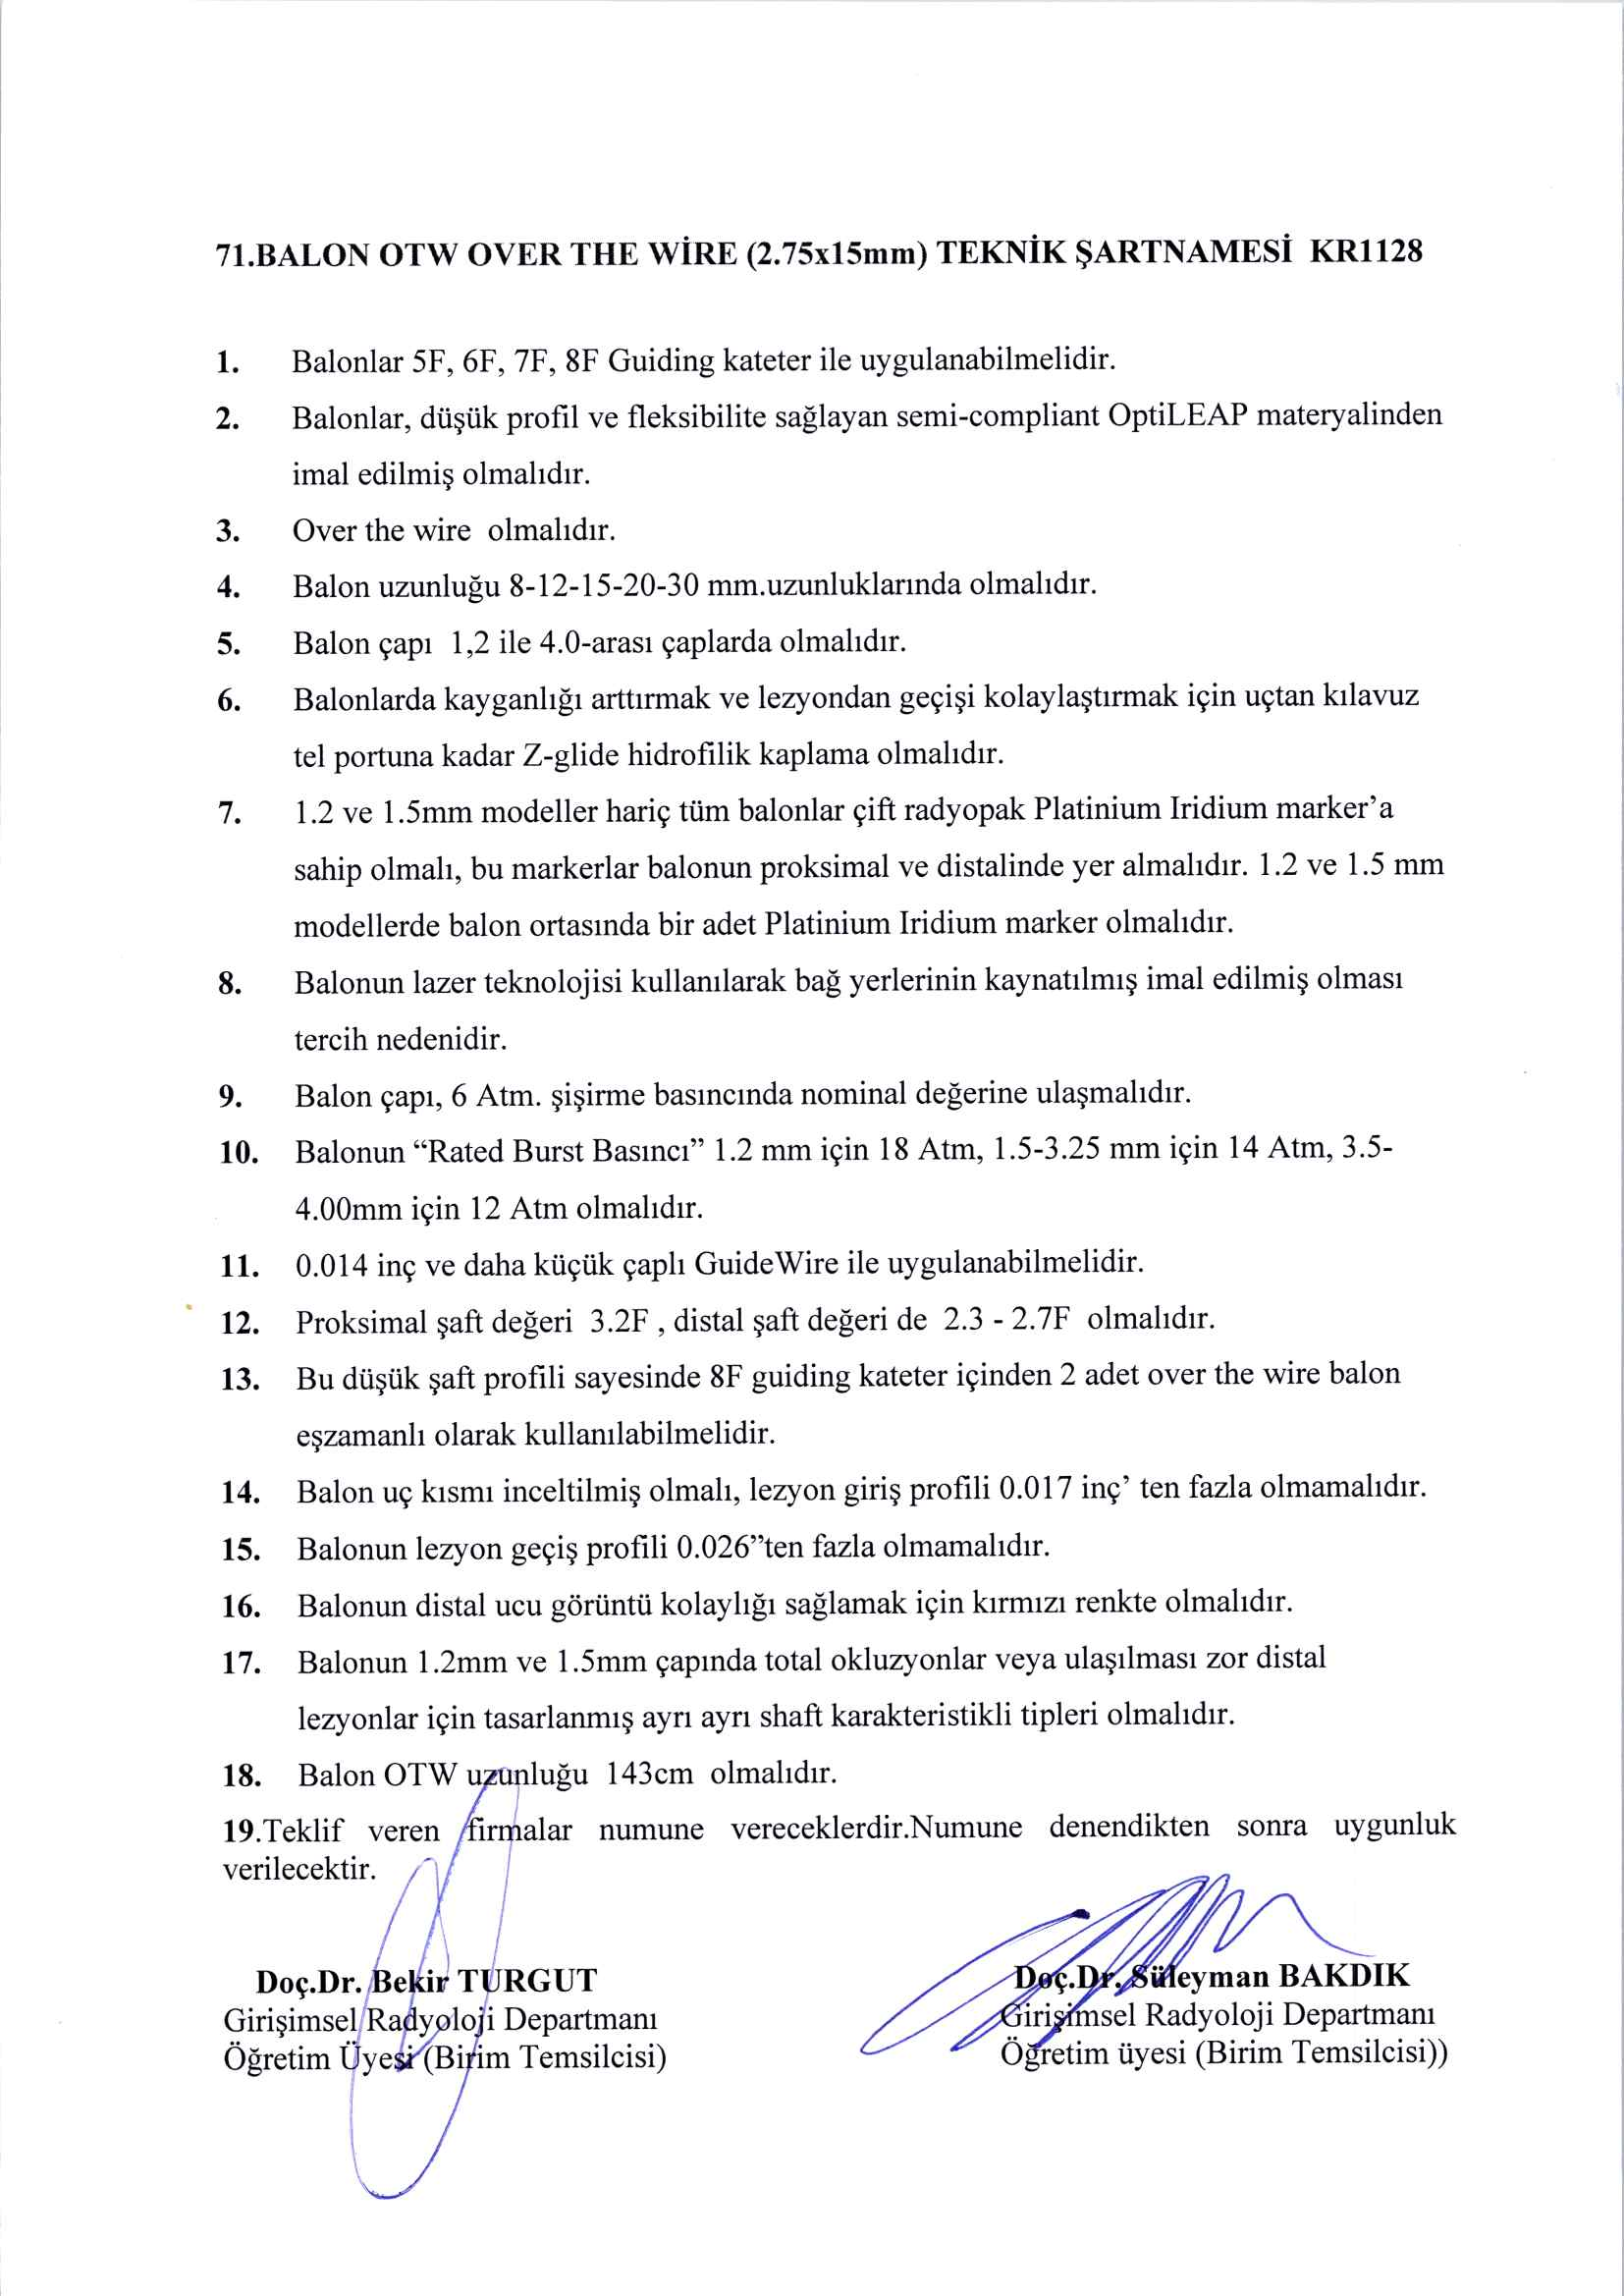 71.BALON OTW OVER THE WİRE (2.75x15mm) TEKNİK ŞARTNAMESİ KR1128
1. Balonlar 5F, 6F, 7F, 8F Guiding kateter ile uygulanabilmelidir.
2. Balonlar, düşük profil ve fleksibilite sağlayan semi-compliant OptiLEAP materyalinden
imal edilmiş olmalıdır.
3. Over the wire olmalıdır.
4. Balon uzunluğu 8-12-15-20-30 mm.uzunluklarında olmalıdır.
5. Balon çapı 1,2 ile 4.0-arası çaplarda olmalıdır.
6. Balonlarda kayganlığı arttırmak ve lezyondan geçişi kolaylaştırmak için uçtan kılavuz
tel portuna kadar Z-glide hidrofilik kaplama olmalıdır.
7. 1.2 ve 1.5mm modeller hariç tüm balonlar çift radyopak Platinium Iridium marker’a
sahip olmalı, bu markerlar balonun proksimal ve distalinde yer almalıdır. 1.2 ve 1.5 mm
modellerde balon ortasında bir adet Platinium Iridium marker olmalıdır.
8. Balonun lazer teknolojisi kullanılarak bağ yerlerinin kaynatılmış imal edilmiş olması
tercih nedenidir.
9. Balon çapı, 6 Atm. şişirme basıncında nominal değerine ulaşmalıdır.
10. Balonun “Rated Burst Basıncı” 1.2 mm için 18 Atm, 1.5-3.25 mm için 14 Atm, 3.5-
4.00mm için 12 Atm olmalıdır.
11. 0.014 inç ve daha küçük çaplı GuideWire ile uygulanabilmelidir.
12. Proksimal şaft değeri 3.2F , distal şaft değeri de 2.3 - 2.7F olmalıdır.
13. Bu düşük şaft profili sayesinde 8F guiding kateter içinden 2 adet over the wire balon
eşzamanlı olarak kullanılabilmelidir.
14. Balon uç kısmı inceltilmiş olmalı, lezyon giriş profili 0.017 inç’ ten fazla olmamalıdır.
15. Balonun lezyon geçiş profili 0.026”ten fazla olmamalıdır.
16. Balonun distal ucu görüntü kolaylığı sağlamak için kırmızı renkte olmalıdır.
17. Balonun 1.2mm ve 1.5mm çapında total okluzyonlar veya ulaşılması zor distal
lezyonlar için tasarlanmış ayrı ayrı shaft karakteristikli tipleri olmalıdır.
18. Balon OTW uzunluğu 143cm olmalıdır.
19.Teklif veren firmalar numune vereceklerdir.Numune denendikten sonra uygunluk
verilecektir.
Doç.Dr. Bekir TURGUT
Girişimsel Radyoloji Departmanı
Öğretim Üyesi (Birim Temsilcisi)
Doç.Dr. Süleyman BAKDIK
Girişimsel Radyoloji Departmanı
Öğretim üyesi (Birim Temsilcisi))